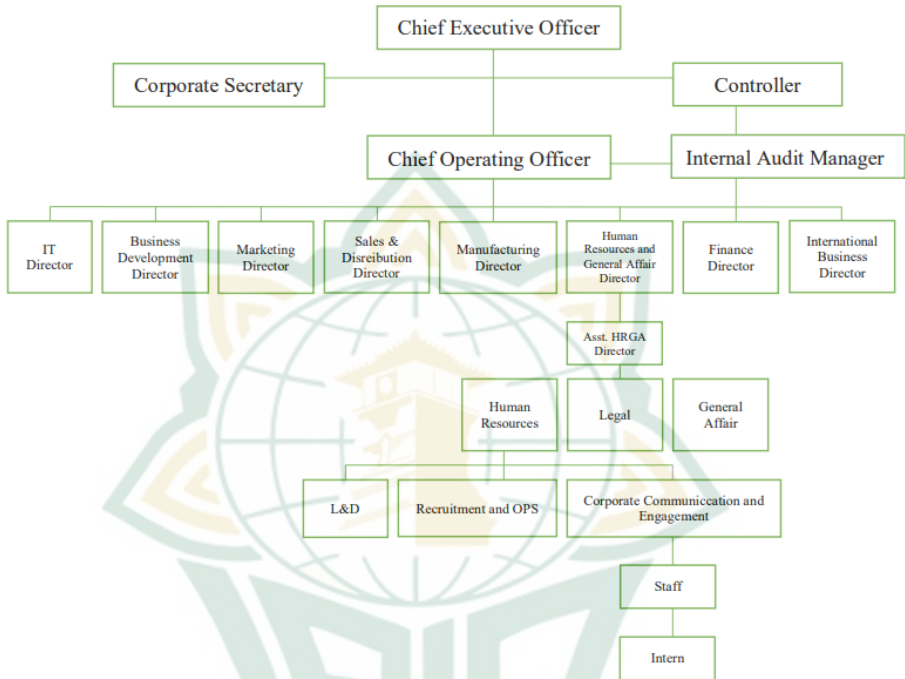 Chief Executive Officer
Corporate Secretary
Controller
Chief Operating Officer
Internal Audit Manager
IT
Director
Business
Development
Director
Marketing
Director
Sales &
Disreibution
Director
Manufacturing
Director
Human
Resources and
General Affair
Director
Finance
Director
International
Business
Director
Asst. HRGA
Director
Human
Resources
Legal
General
Affair
L&D
Recruitment and OPS
Corporate Communiccation and
Engagement
Staff
Intern